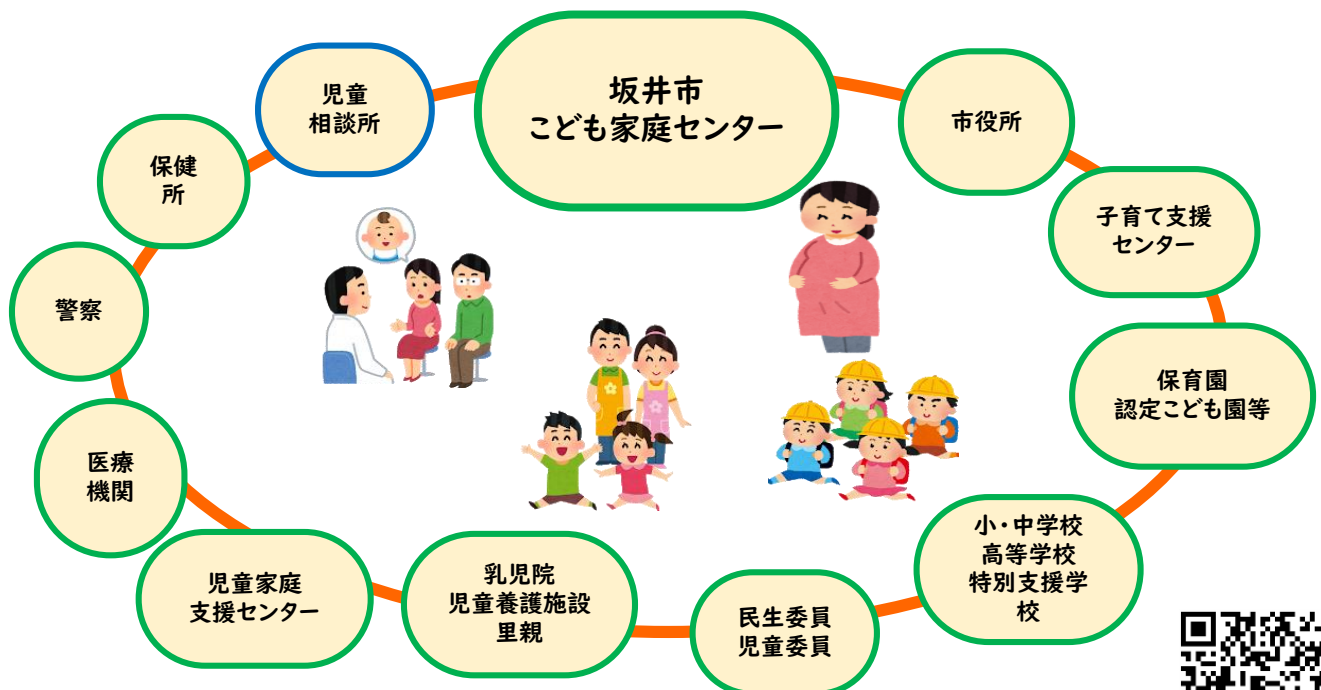 坂井市
こども家庭センター
児童
相談所
市役所
保健
所
子育て支援
センター
警察
保育園
認定こども園等
医療
機関
小・中学校
高等学校
特別支援学
校
児童家庭
支援センター
乳児院
児童養護施設
里親
民生委員
児童委員